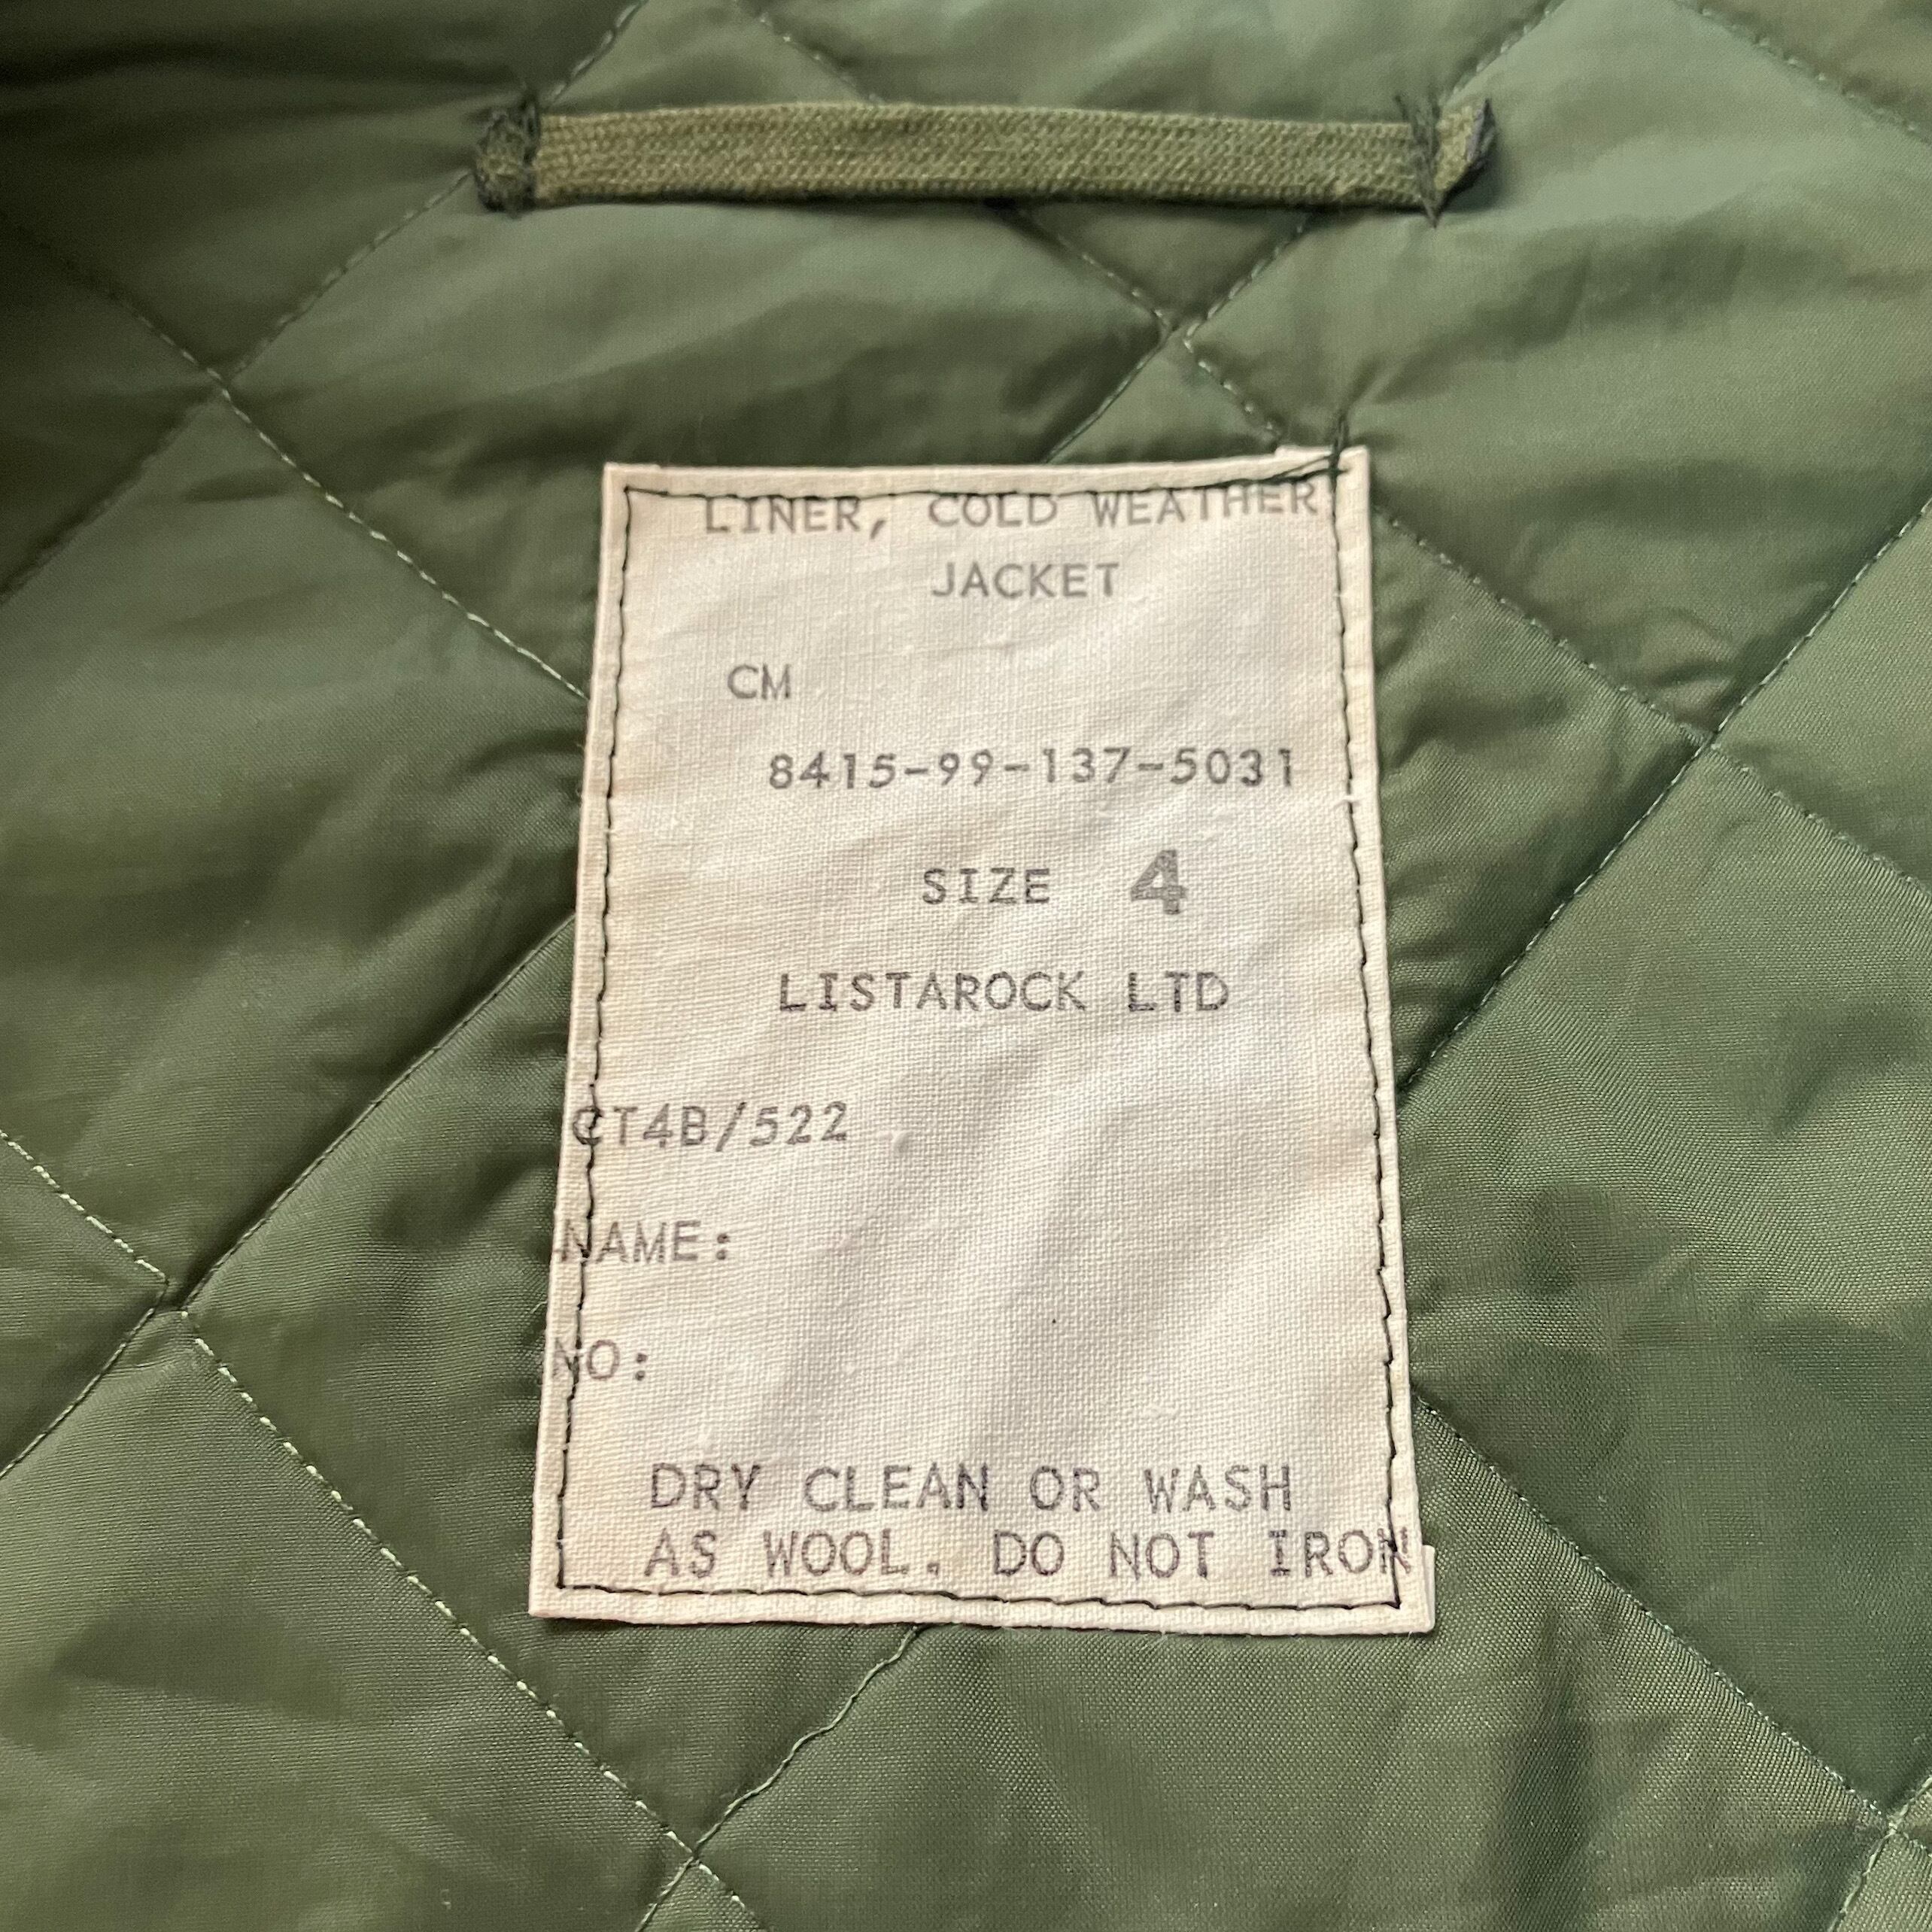 LINER, COLD WEATHER
JACKET
CM
8415-99-137-5031
SIZE 4
LISTAROCK LTD
CT4B/522
NAME:
NO:
DRY CLEAN OR WASH
AS WOOL. DO NOT IRON